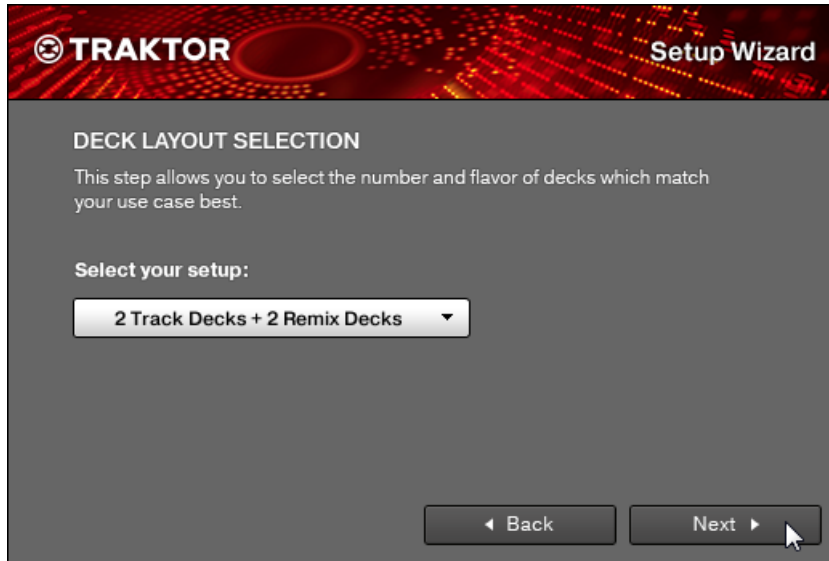 TRAKTOR
Setup Wizard
DECK LAYOUT SELECTION
This step allows you to select the number and flavor of decks which match
your use case best.
Select your setup:
2 Track Decks + 2 Remix Decks
Back
Next